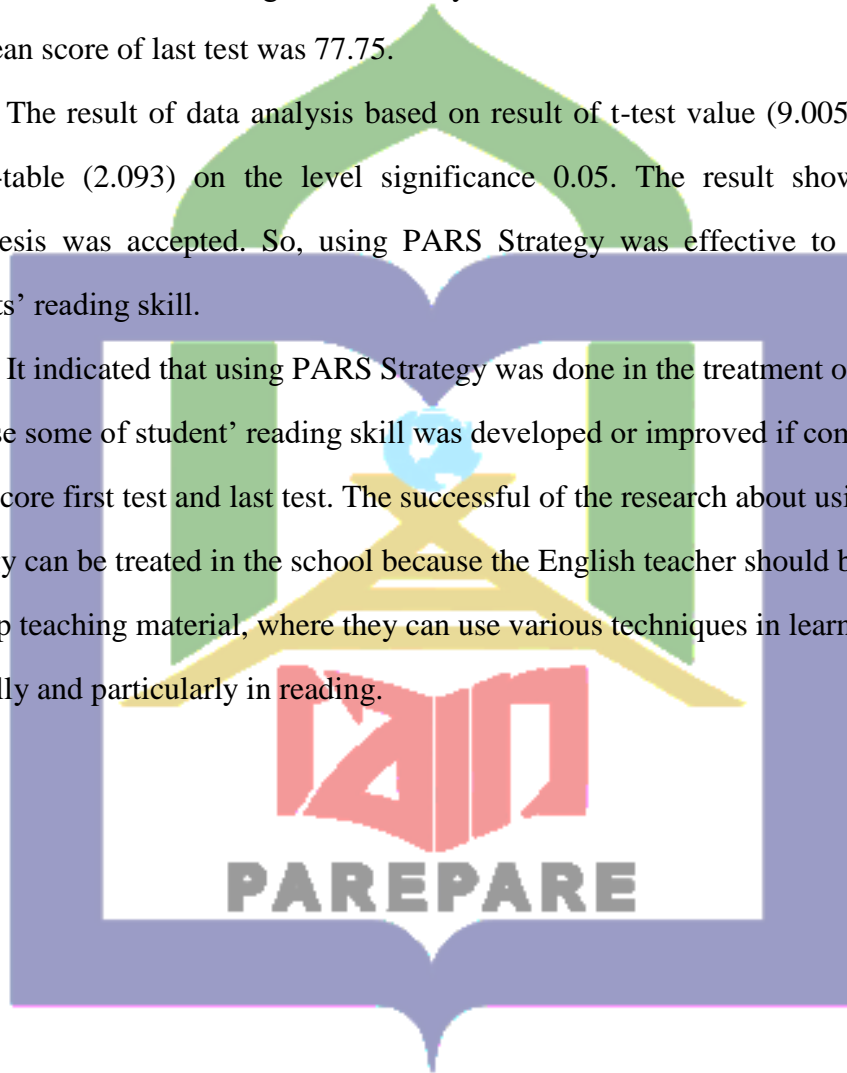 ean score of last test was 77.75.
The result of data analysis based on result of t-test value (9.005
-table (2.093) on the level significance 0.05. The result show
esis was accepted. So, using PARS Strategy was effective to
ts’ reading skill.
It indicated that using PARS Strategy was done in the treatment o
se some of student’ reading skill was developed or improved if con
core first test and last test. The successful of the research about usi
y can be treated in the school because the English teacher should b
p teaching material, where they can use various techniques in learn
lly and particularly in reading.
iain
PAREPARE